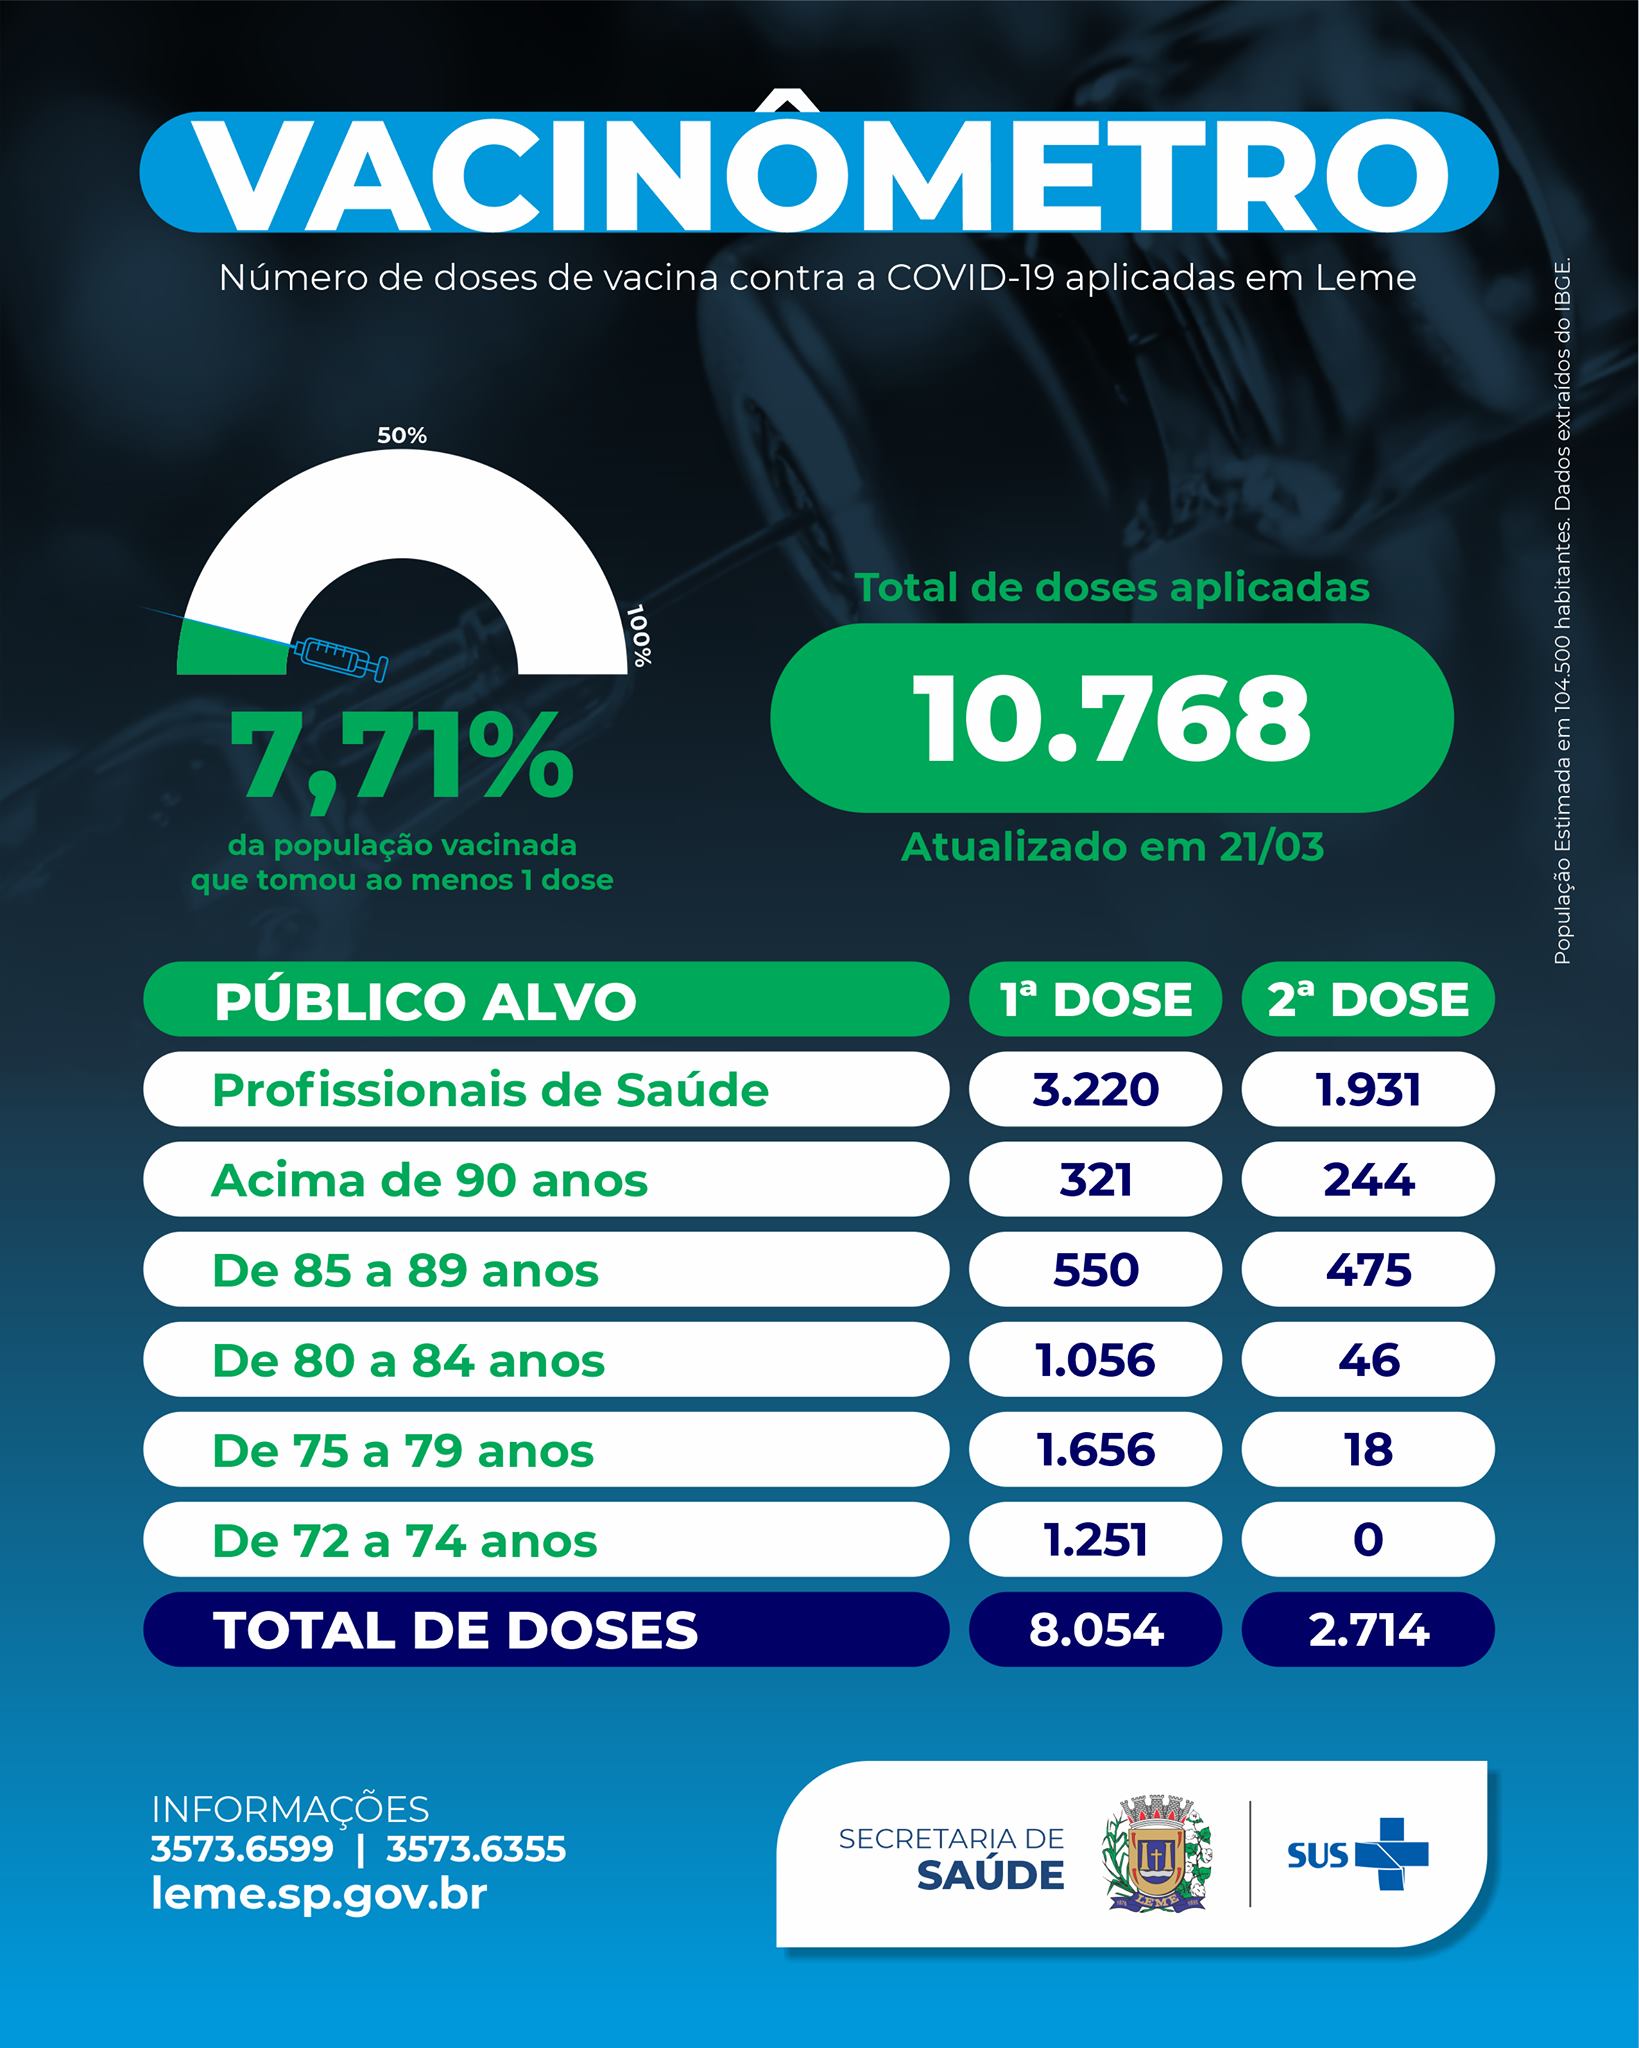 VACINÔMETRO
Número de doses de vacina contra a COVID-19 aplicadas em Leme
População Estimada em 104.500 habitantes. Dados extraídos do IBGE.
50%
100%
7,71%
da população vacinada
que tomou ao menos 1 dose
Total de doses aplicadas
10.768
Atualizado em 21/03
PÚBLICO ALVO 1ª DOSE 2ª DOSE
Profissionais de Saúde 3.220 1.931
Acima de 90 anos 321 244
De 85 a 89 anos 550 475
De 80 a 84 anos 1.056 46
De 75 a 79 anos 1.656 18
De 72 a 74 anos 1.251 0
TOTAL DE DOSES 8.054 2.714
INFORMAÇÕES
3573.6599 | 3573.6355
leme.sp.gov.br
SECRETARIA DE
SAÚDE
LEME
SUS